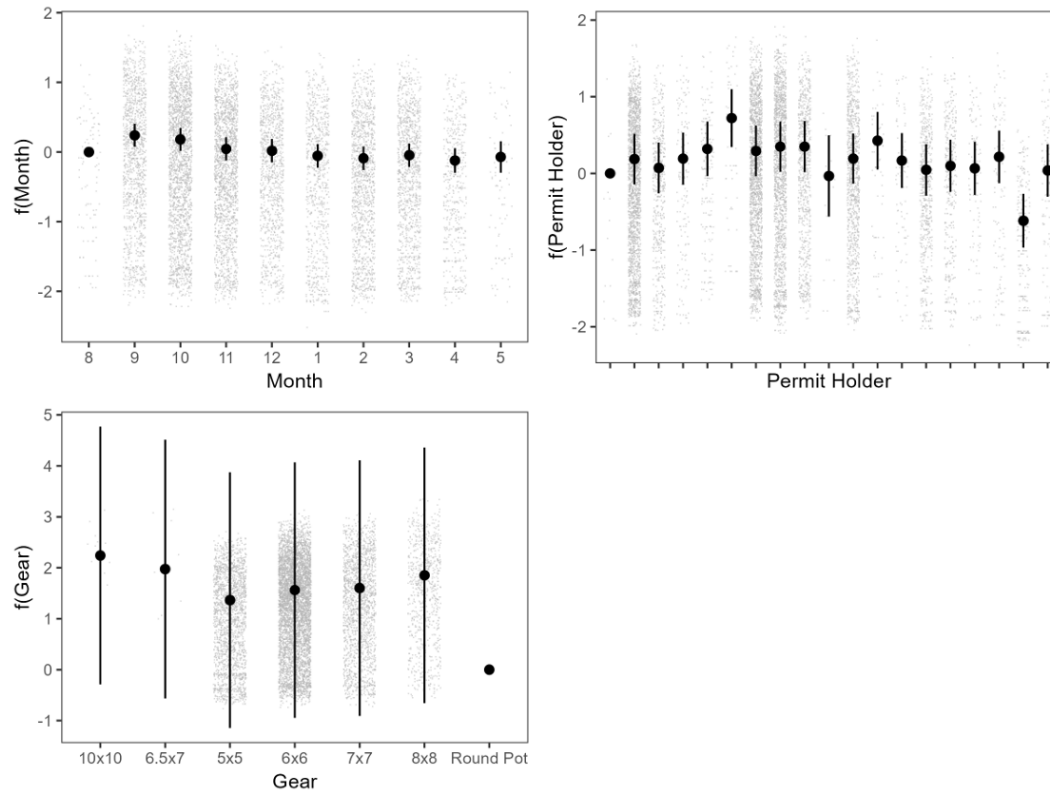 f(Month)
2
1
0
-1
-2
8 9 10 11 12 1 2 3 4 5
Month
f(Permit Holder)
2
1
0
-1
-2
Permit Holder
f(Gear)
5
4
3
2
1
0
-1
10x10 6.5x7 5x5 6x6 7x7 8x8 Round Pot
Gear